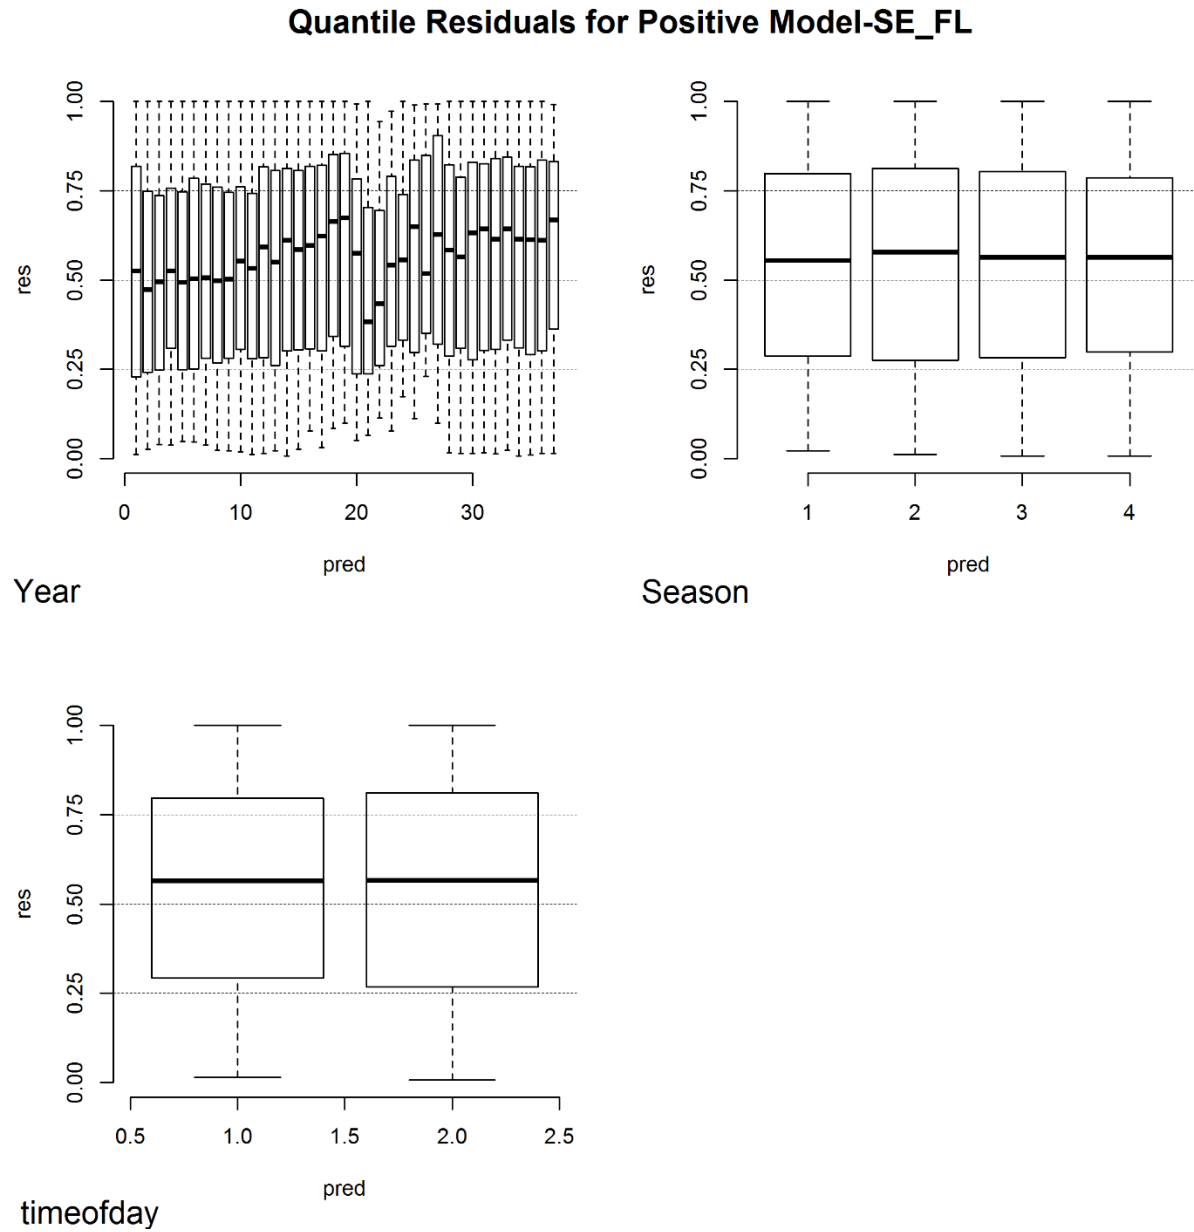 Quantile Residuals for Positive Model-SE_FL
res
1.00
0.75
0.50
0.25
0.00
0 10 20 30
pred
Year
res
1.00
0.75
0.50
0.25
0.00
1 2 3 4
pred
Season
res
1.00
0.75
0.50
0.25
0.00
0.5 1.0 1.5 2.0 2.5
pred
timeofday